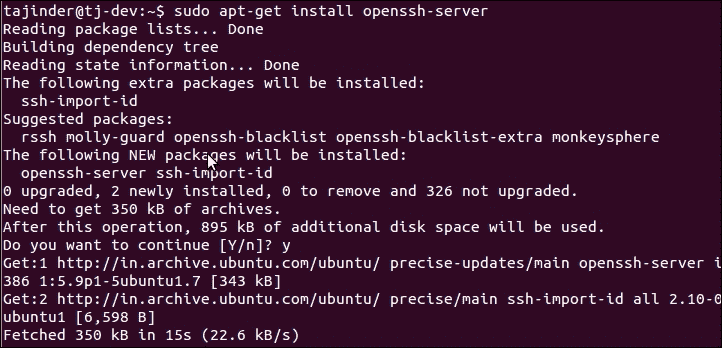 tajinder@tj-dev:~$ sudo apt-get install openssh-server
Reading package lists... Done
Building dependency tree
Reading state information... Done
The following extra packages will be installed:
  ssh-import-id
Suggested packages:
  rssh molly-guard openssh-blacklist openssh-blacklist-extra monkeysphere
The following NEW packages will be installed:
  openssh-server ssh-import-id
0 upgraded, 2 newly installed, 0 to remove and 326 not upgraded.
Need to get 350 kB of archives.
After this operation, 895 kB of additional disk space will be used.
Do you want to continue [Y/n]? y
Get:1 http://in.archive.ubuntu.com/ubuntu/ precise-updates/main openssh-server i
386 1:5.9p1-5ubuntu1.7 [343 kB]
Get:2 http://in.archive.ubuntu.com/ubuntu/ precise/main ssh-import-id all 2.10-0
ubuntu1 [6,598 B]
Fetched 350 kB in 15s (22.6 kB/s)